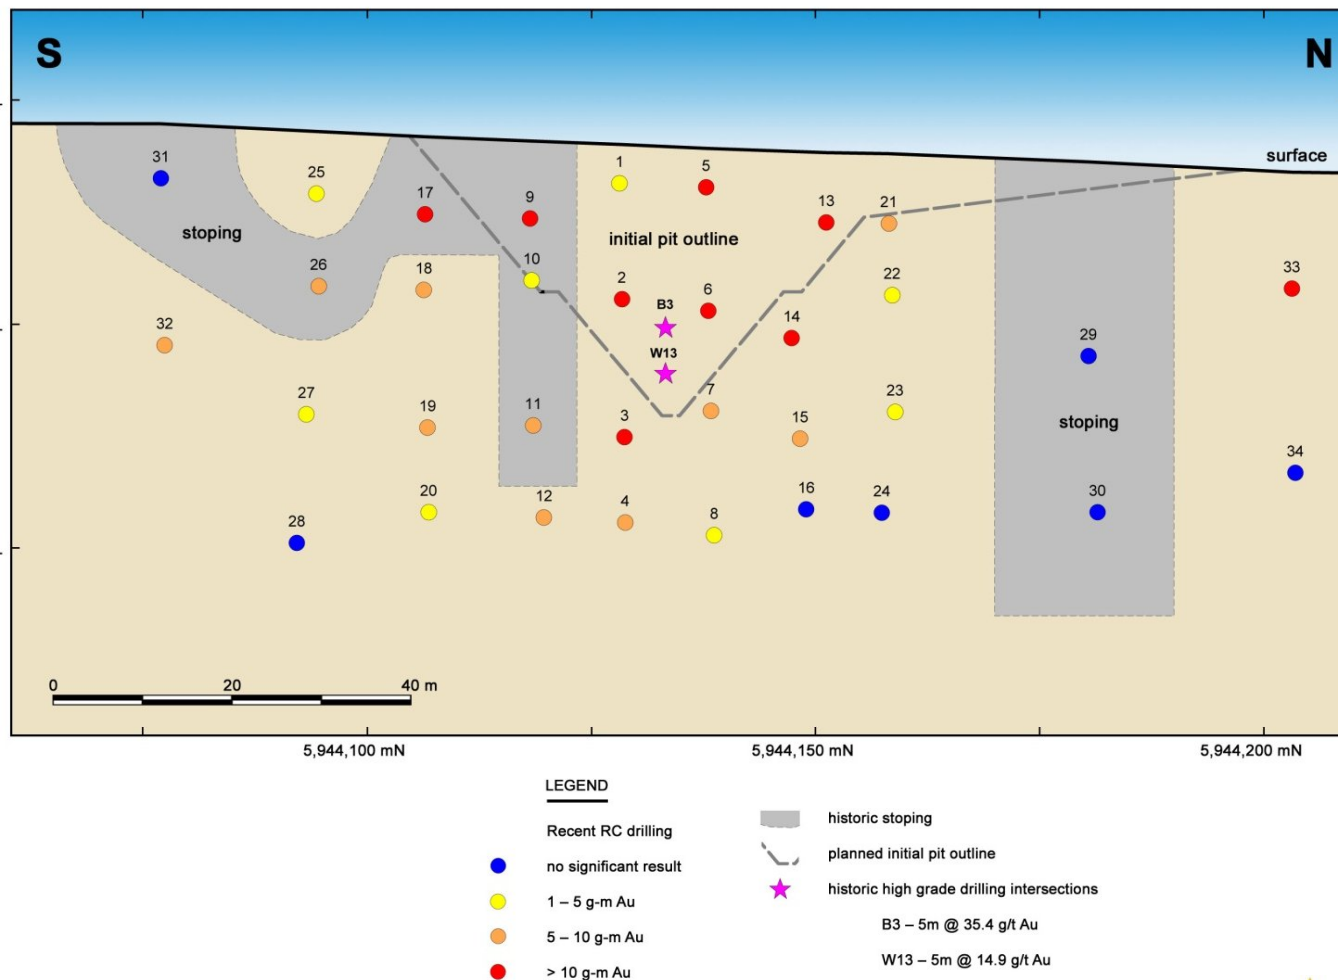 S
N
surface
31
25
1
5
17
9
13
21
stoping
initial pit outline
26
18
10
2
6
22
33
B3
32
14
29
W13
27
19
11
3
7
15
23
stoping
34
28
20
12
4
8
16
24
30
0
20
40 m
5,944,100 mN
5,944,150 mN
5,944,200 mN
LEGEND
Recent RC drilling
no significant result
1 – 5 g-m Au
5 – 10 g-m Au
> 10 g-m Au
historic stoping
planned initial pit outline
historic high grade drilling intersections
B3 – 5m @ 35.4 g/t Au
W13 – 5m @ 14.9 g/t Au